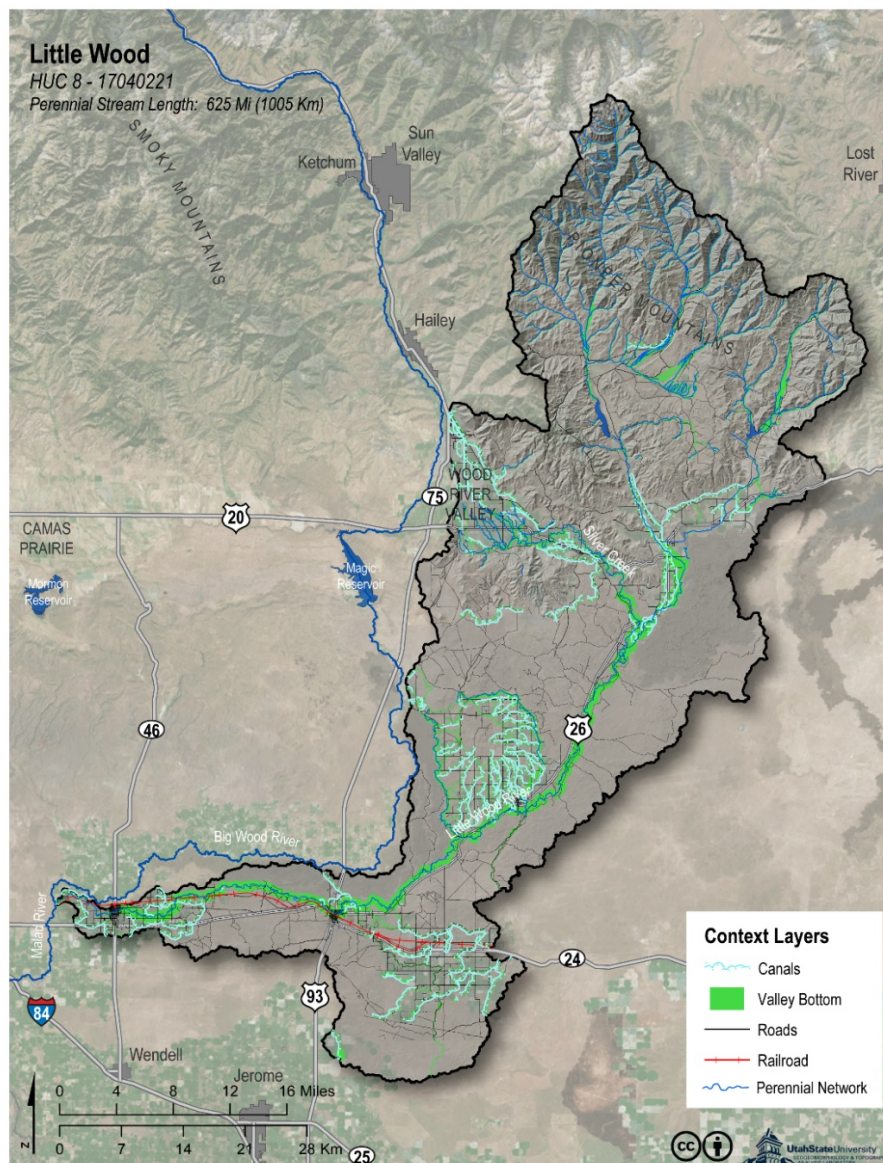 Little Wood
HUC 8 - 17040221
Perennial Stream Length: 625 Mi (1005 Km)
SMOKY MOUNTAINS
Sun
Valley
Ketchum
Lost
River
PIONEER MOUNTAINS
Hailey
WOOD
RIVER
VALLEY
75
20
CAMAS
PRAIRIE
Silver Creek
Magic
Reservoir
Mormon
Reservoir
46
26
Little Wood River
Big Wood River
Malad River
24
93
84
Wendell
Jerome
25
0 4 8 12 16 Miles
0 7 14 21 28 Km
N
Context Layers
Canals
Valley Bottom
Roads
Railroad
Perennial Network
CC
UtahStateUniversity